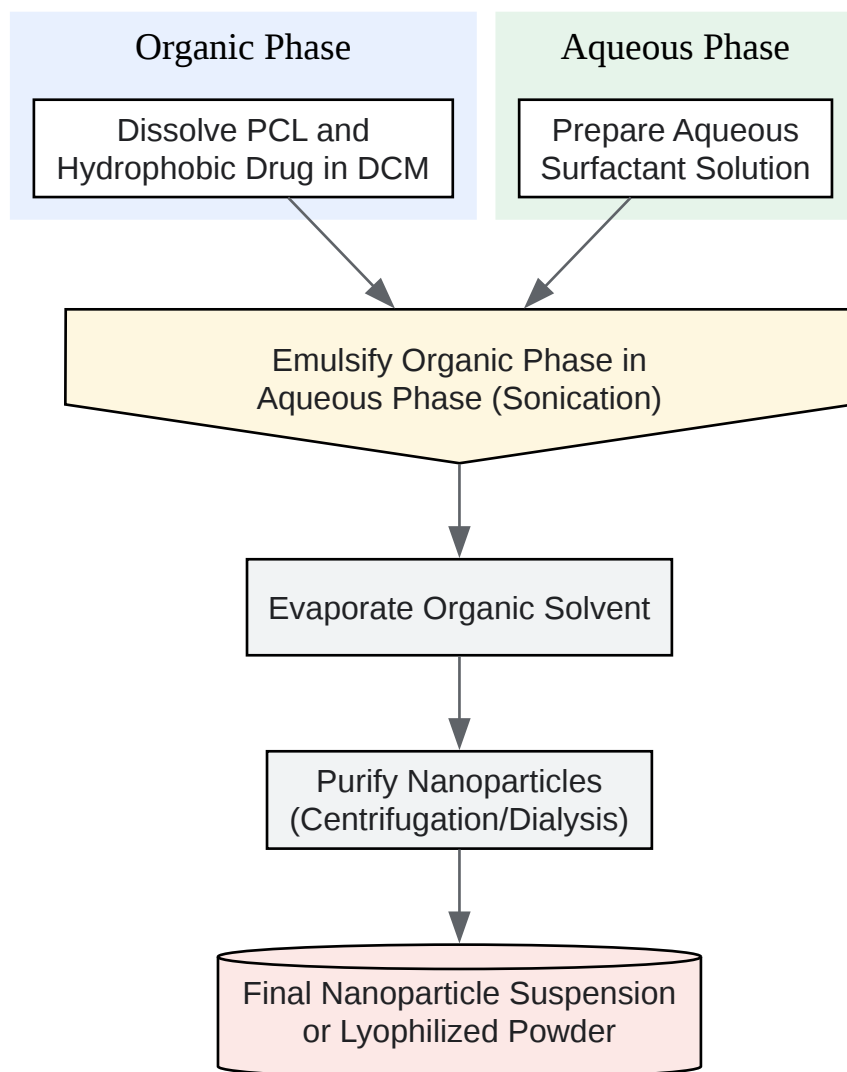 Organic Phase
Dissolve PCL and
Hydrophobic Drug in DCM
Aqueous Phase
Prepare Aqueous
Surfactant Solution
Emulsify Organic Phase in
Aqueous Phase (Sonication)
Evaporate Organic Solvent
Purify Nanoparticles
(Centrifugation/Dialysis)
Final Nanoparticle Suspension
or Lyophilized Powder